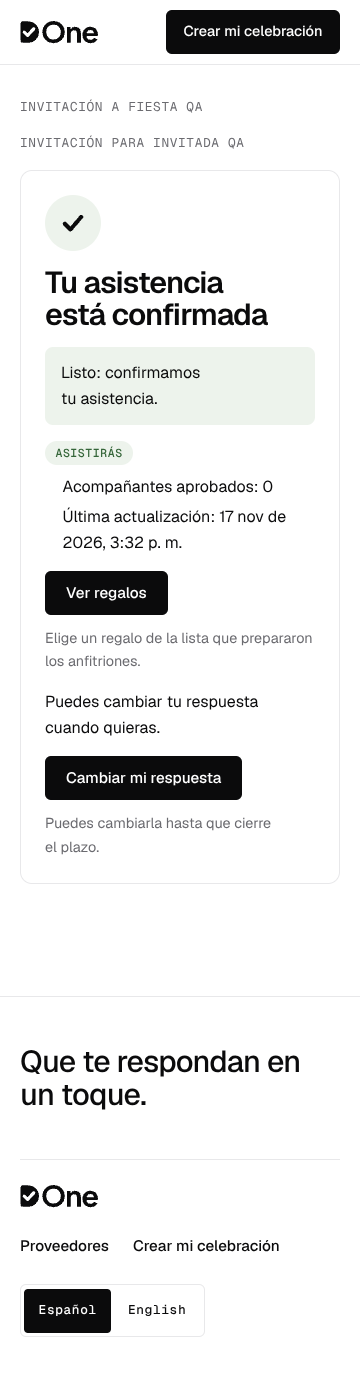 DOne
Crear mi celebración
INVITACIÓN A FIESTA QA
INVITACIÓN PARA INVITADA QA
Tu asistencia
está confirmada
Listo: confirmamos
tu asistencia.
ASISTIRÁS
Acompañantes aprobados: 0
Última actualización: 17 nov de
2026, 3:32 p. m.
Ver regalos
Elige un regalo de la lista que prepararon
los anfitriones.
Puedes cambiar tu respuesta
cuando quieras.
Cambiar mi respuesta
Puedes cambiarla hasta que cierre
el plazo.
Que te respondan en
un toque.
DOne
Proveedores
Crear mi celebración
Español
English